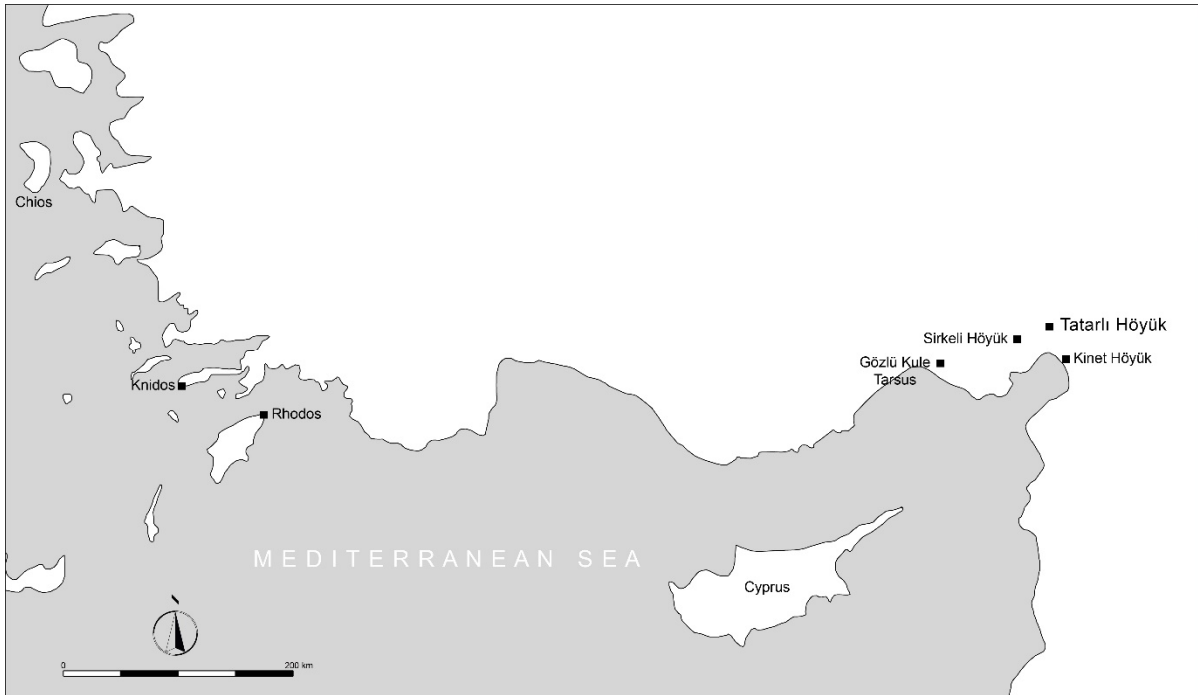 Chios
Tatarlı Höyük
Sirkeli Höyük
Kinet Höyük
Gözlü Kule
Tarsus
Knidos
Rhodos
MEDITERRANEAN SEA
Cyprus
0
200 km